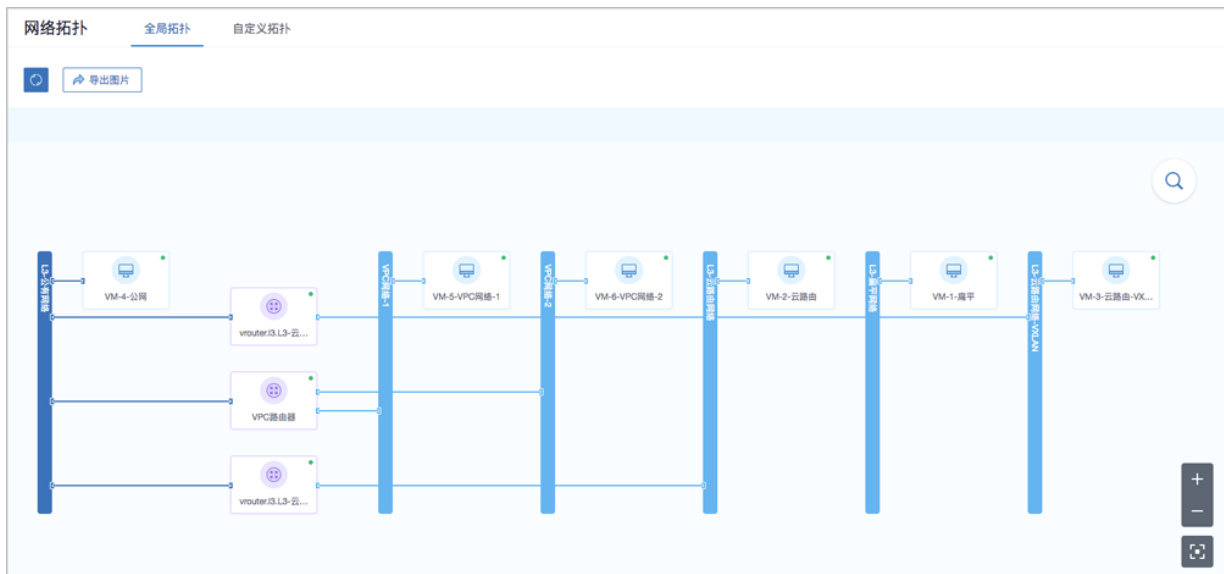 网络拓扑
全局拓扑
自定义拓扑
导出图片
L3-公有网络
VM-4-公网
vrouter.l3.L3-云...
VPC路由器
vrouter.l3.L3-云...
VPC网络-1
VM-5-VPC网络-1
VPC网络-2
VM-6-VPC网络-2
L3-云路由网络
VM-2-云路由
L3-扁平网络
VM-1-扁平
L3-云路由网络-VXLAN
VM-3-云路由-VX...